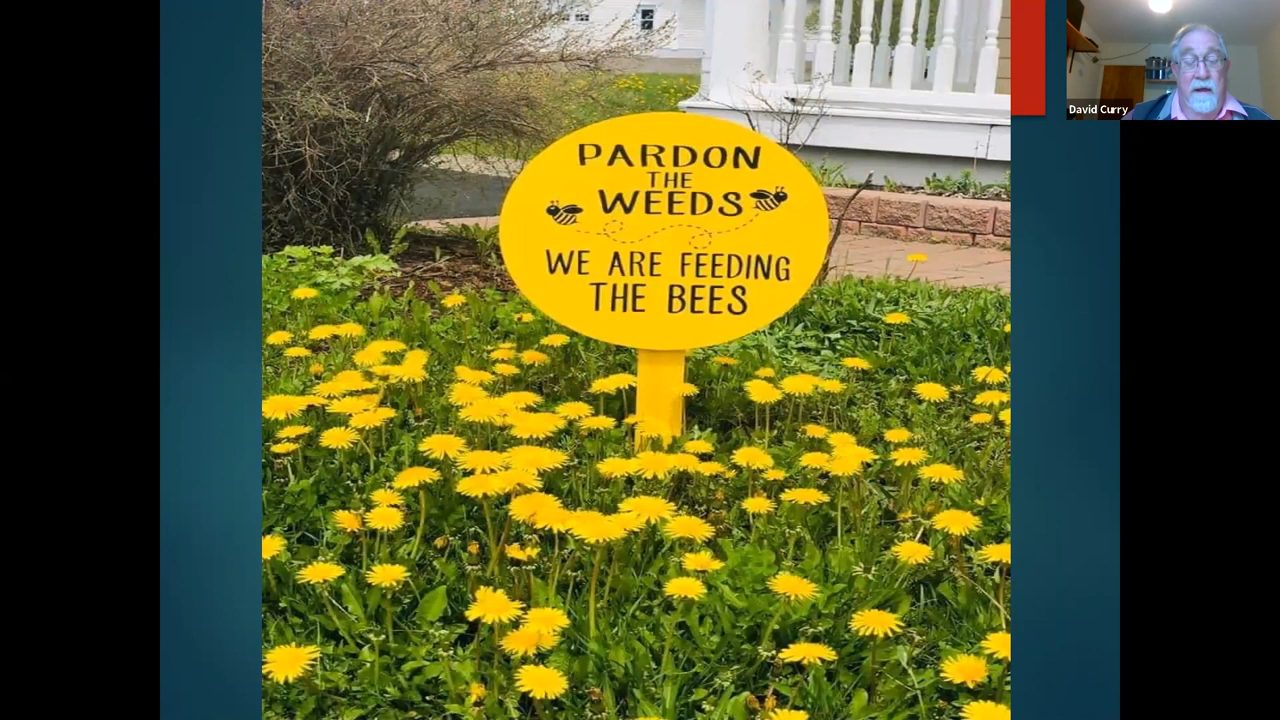 PARDON
THE
WEEDS
WE ARE FEEDING
THE BEES
David Curry